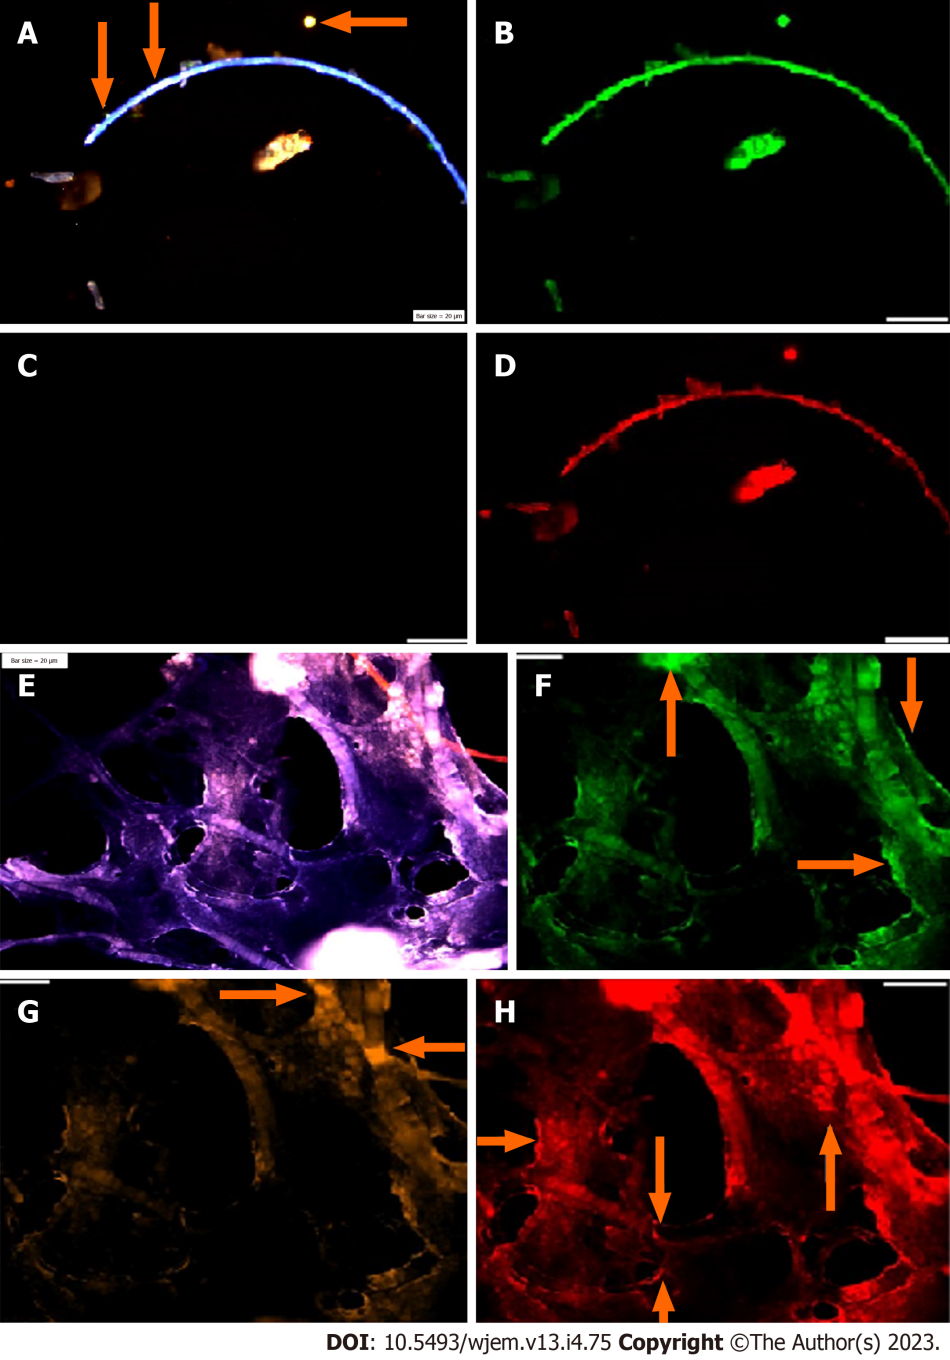 A
B
Bar size = 20 µm
C
D
Bar size = 20 µm
E
F
G
H
DOI: 10.5493/wjem.v13.i4.75 Copyright ©The Author(s) 2023.